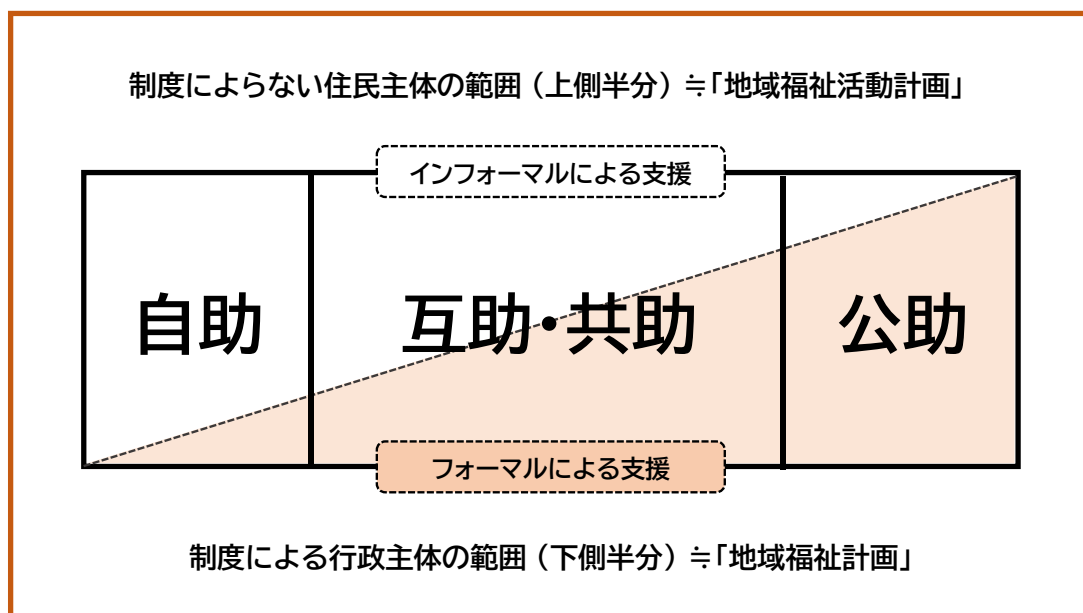 制度によらない住民主体の範囲（上側半分）≒「地域福祉活動計画」
インフォーマルによる支援
自助
互助・共助
公助
フォーマルによる支援
制度による行政主体の範囲（下側半分）≒「地域福祉計画」